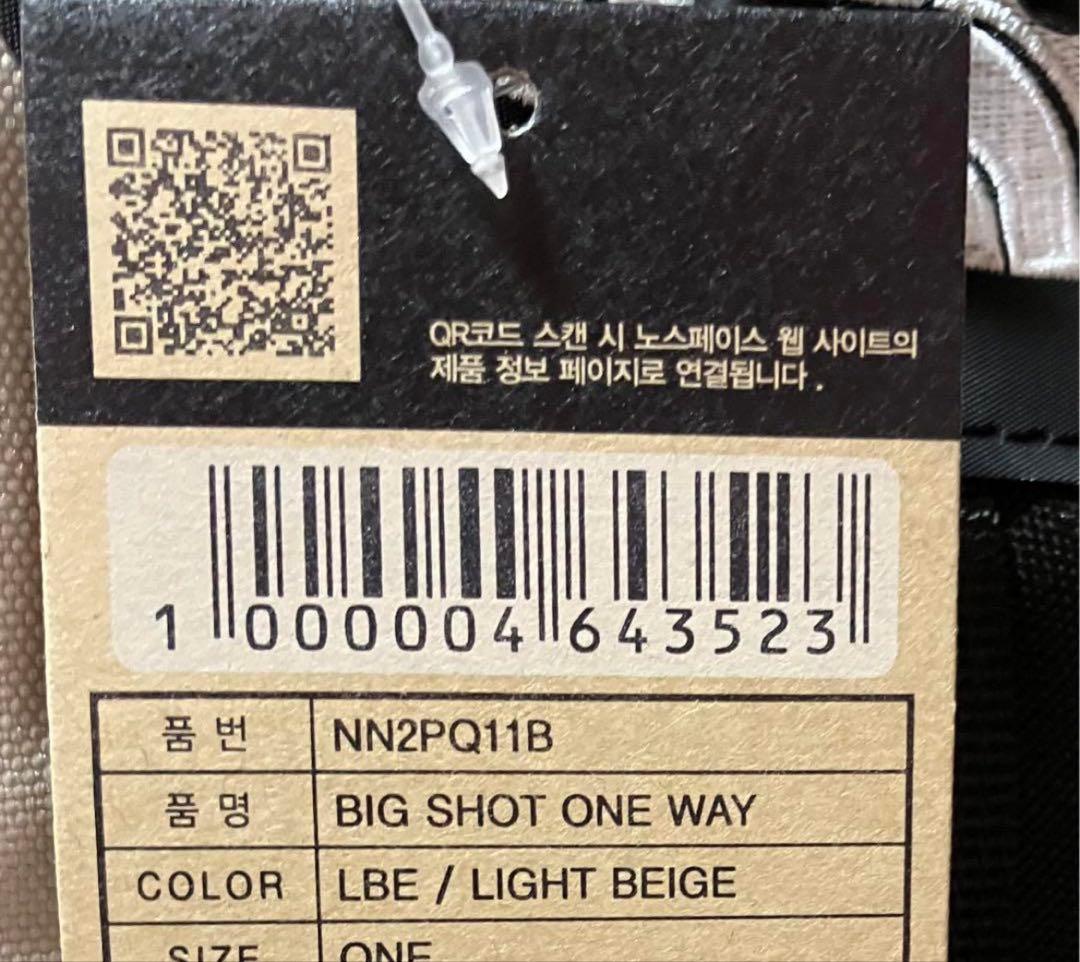 QR코드 스캔 시 노스페이스 웹 사이트의
제품 정보 페이지로 연결됩니다.
1 000004 643523
품 번 NN2PQ11B
품 명 BIG SHOT ONE WAY
COLOR LBE / LIGHT BEIGE
SIZE ONE